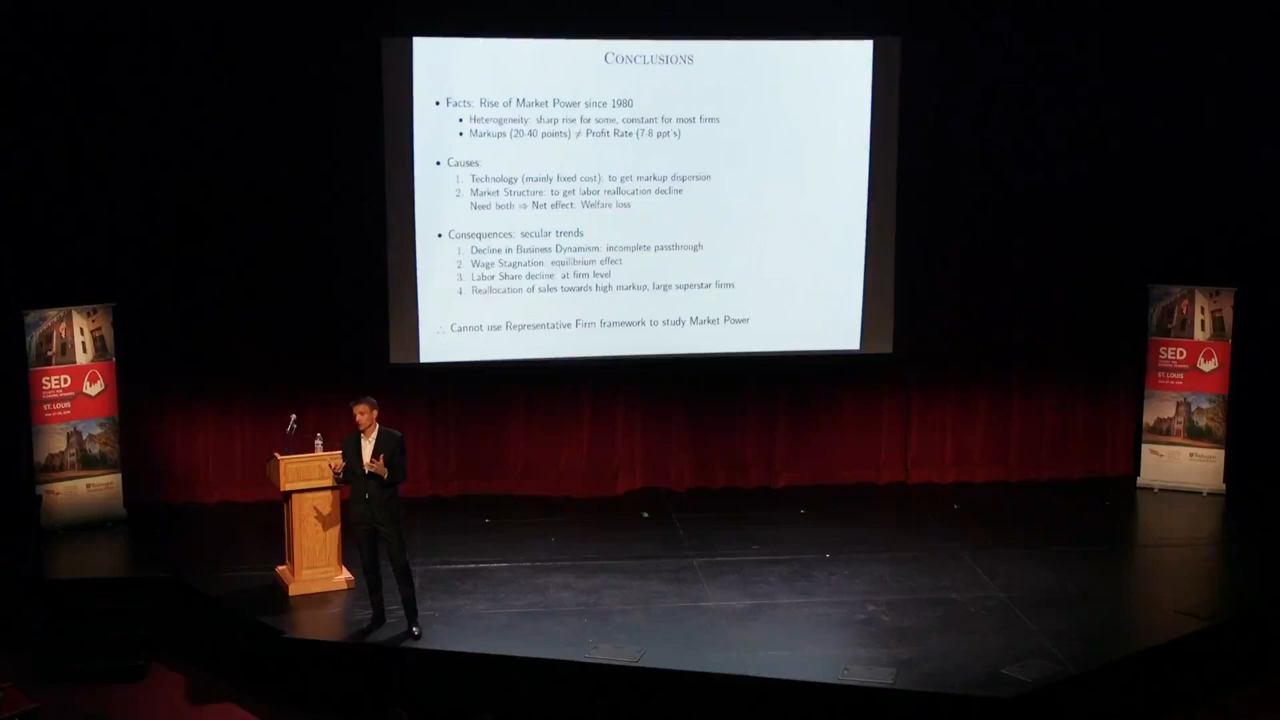 CONCLUSIONS
• Facts: Rise of Market Power since 1980
• Heterogeneity: sharp rise for some, constant for most firms
• Markups (20-40 points) ≠ Profit Rate (7-8 ppt's)
• Causes:
1. Technology (mainly fixed cost): to get markup dispersion
2. Market Structure: to get labor reallocation decline
Need both ⇒ Net effect: Welfare loss
• Consequences: secular trends
1. Decline in Business Dynamism: incomplete passthrough
2. Wage Stagnation: equilibrium effect
3. Labor Share decline: at firm level
4. Reallocation of sales towards high markup, large superstar firms
∴ Cannot use Representative Firm framework to study Market Power
SED
ST. LOUIS
SED
ST. LOUIS